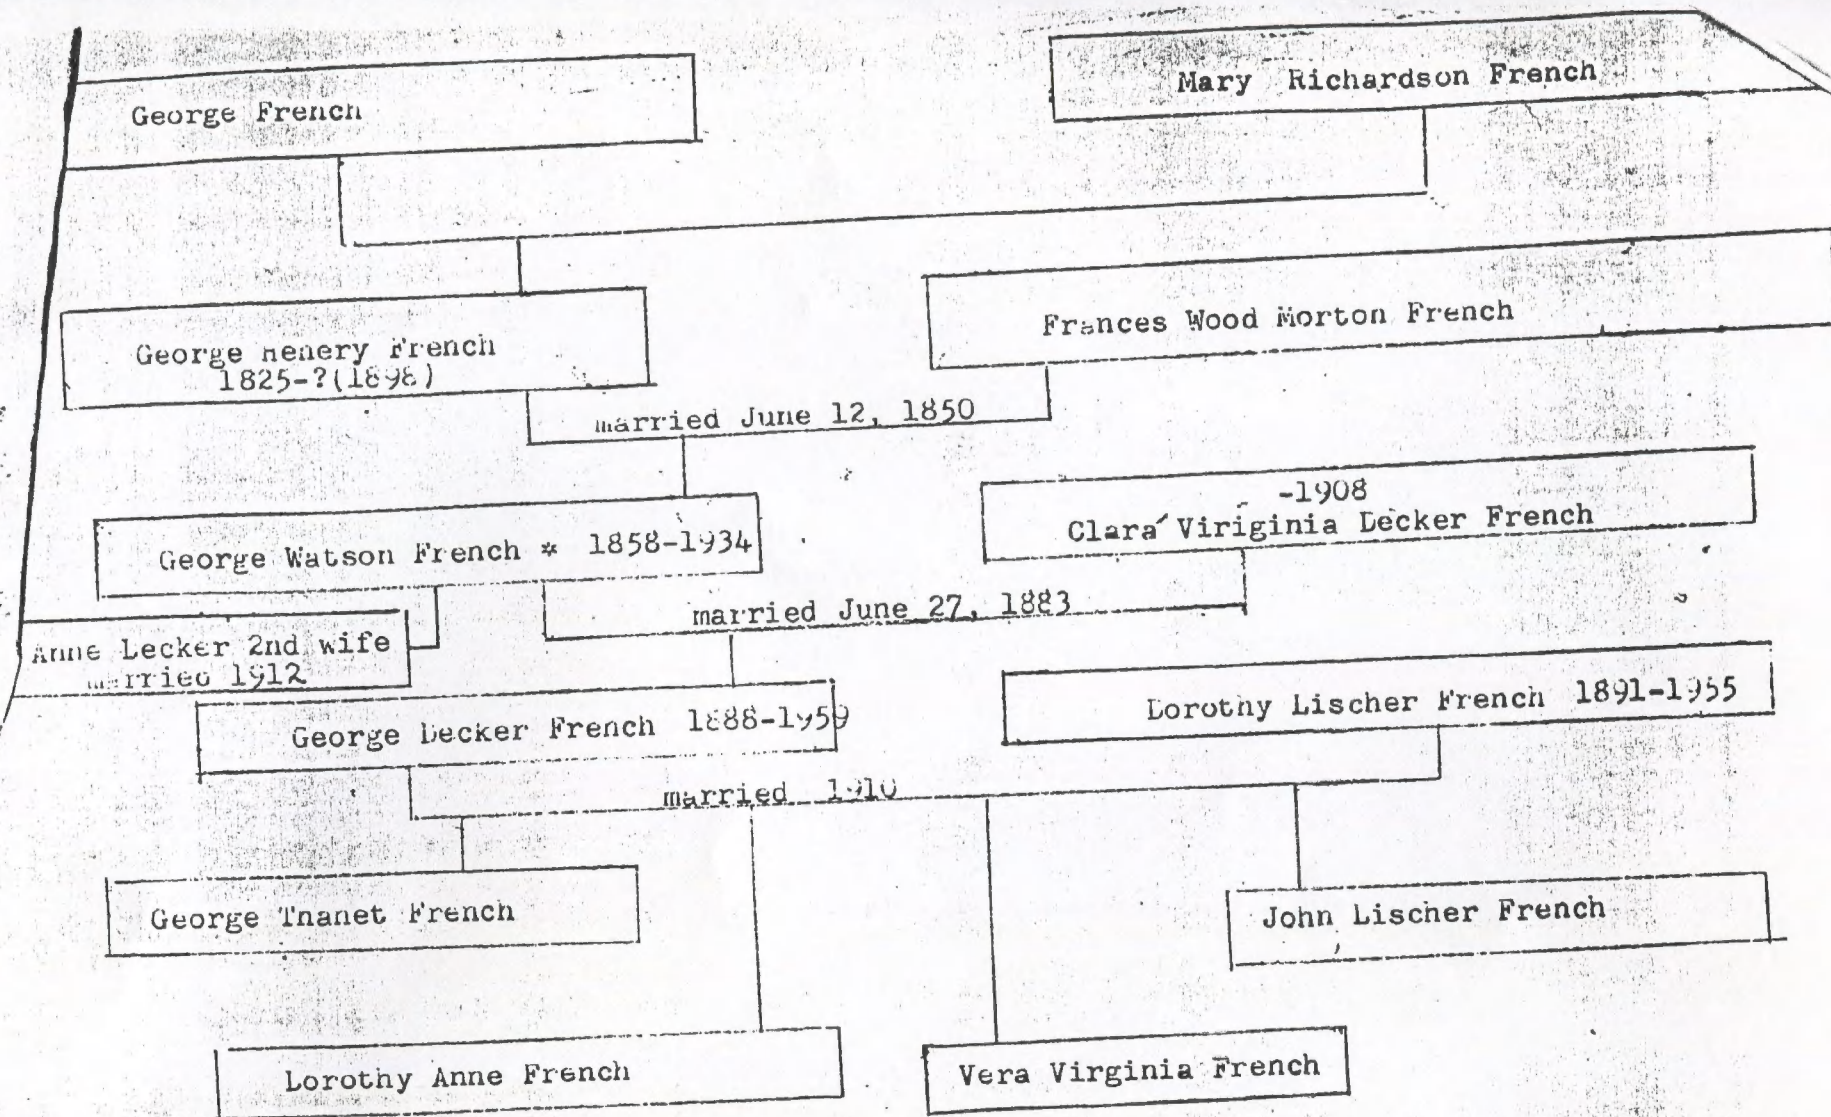 George French
Mary Richardson French
George Henery French
1825-?(1898)
Frances Wood Morton French
married June 12, 1850
George Watson French * 1858-1934
-1908
Clara Viriginia Decker French
married June 27, 1883
Anne Decker 2nd wife
married 1912
George Decker French 1888-1959
Dorothy Lischer French 1891-1955
married 1910
George Thanet French
John Lischer French
Dorothy Anne French
Vera Virginia French